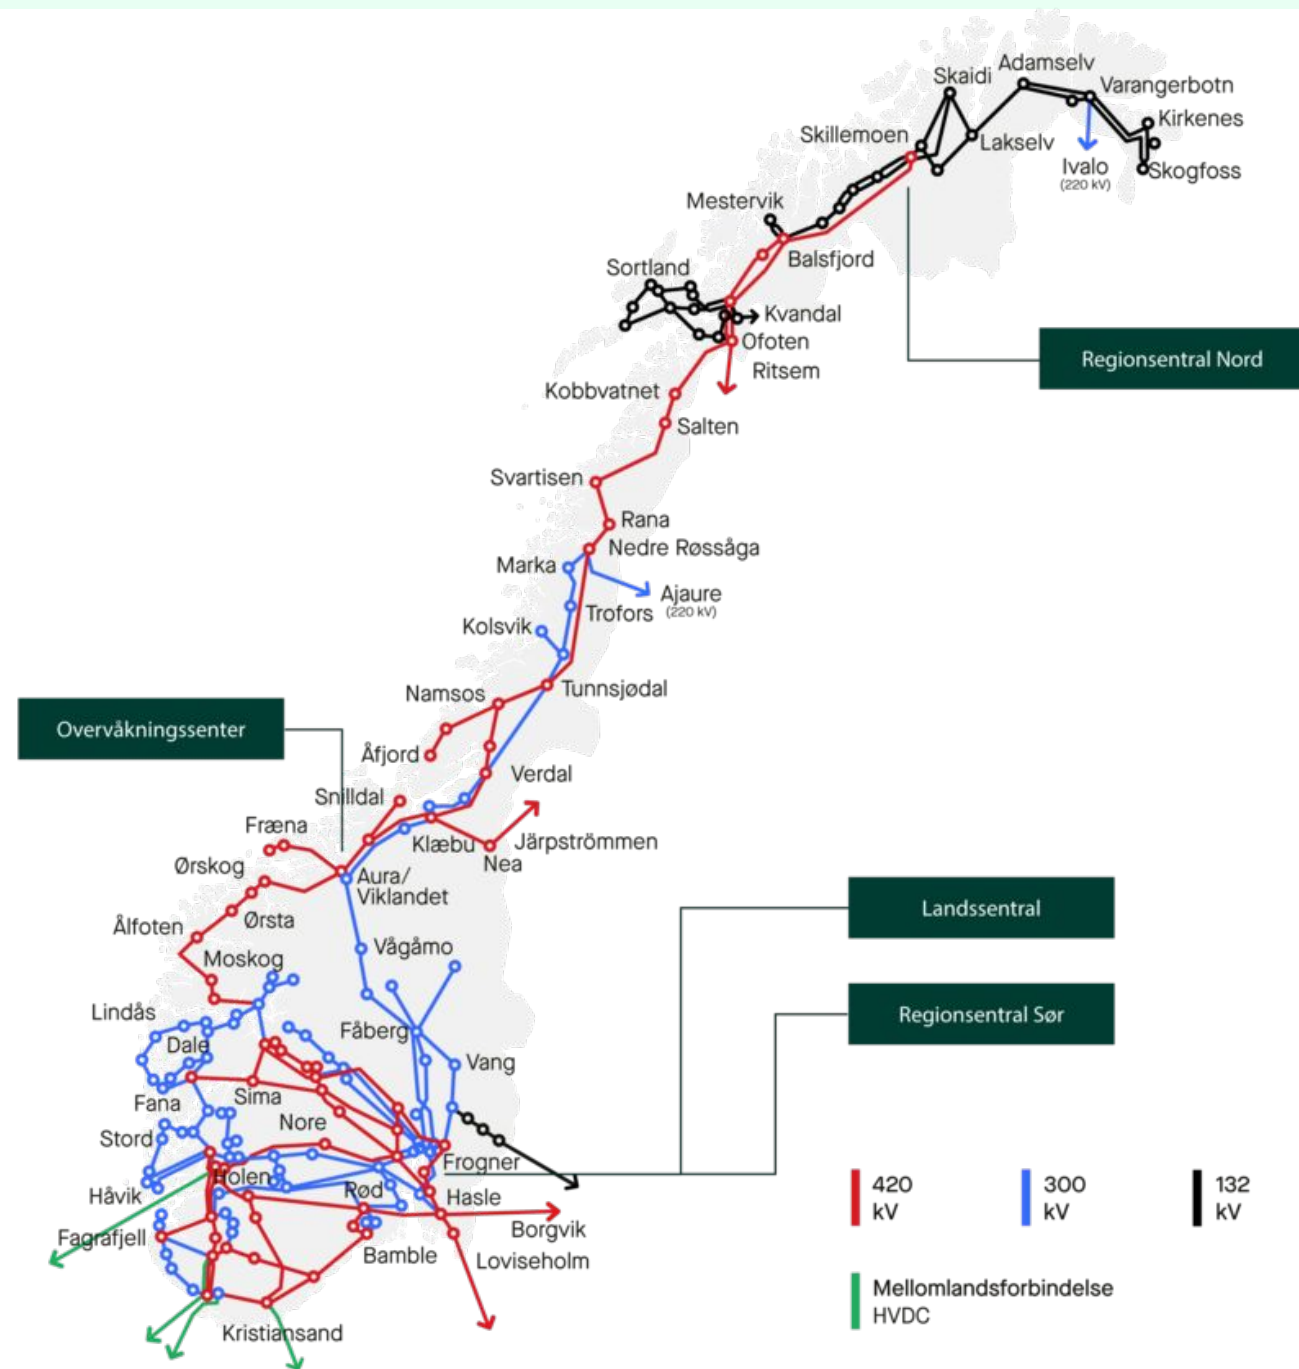 Adamselv
Skaidi
Varangerbotn
Kirkenes
Skillemoen
Lakselv
Ivalo
(220 kV)
Skogfoss
Mestervik
Balsfjord
Sortland
Kvandal
Ofoten
Regionsentral Nord
Ritsem
Kobbvatnet
Salten
Svartisen
Rana
Nedre Røssåga
Marka
Ajaure
(220 kV)
Trofors
Kolsvik
Tunnsjødal
Namsos
Overvåkningssenter
Åfjord
Verdal
Snilldal
Fræna
Klæbu
Järpströmmen
Nea
Ørskog
Aura/
Viklandet
Landssentral
Ørsta
Ålfoten
Vågåmo
Moskog
Lindås
Regionsentral Sør
Fåberg
Dale
Vang
Sima
Fana
Nore
Stord
Frogner
Holen
Rød
Håvik
Hasle
Borgvik
Fagrafjell
Bamble
Loviseholm
Kristiansand
420
kV
300
kV
132
kV
Mellomlandsforbindelse
HVDC